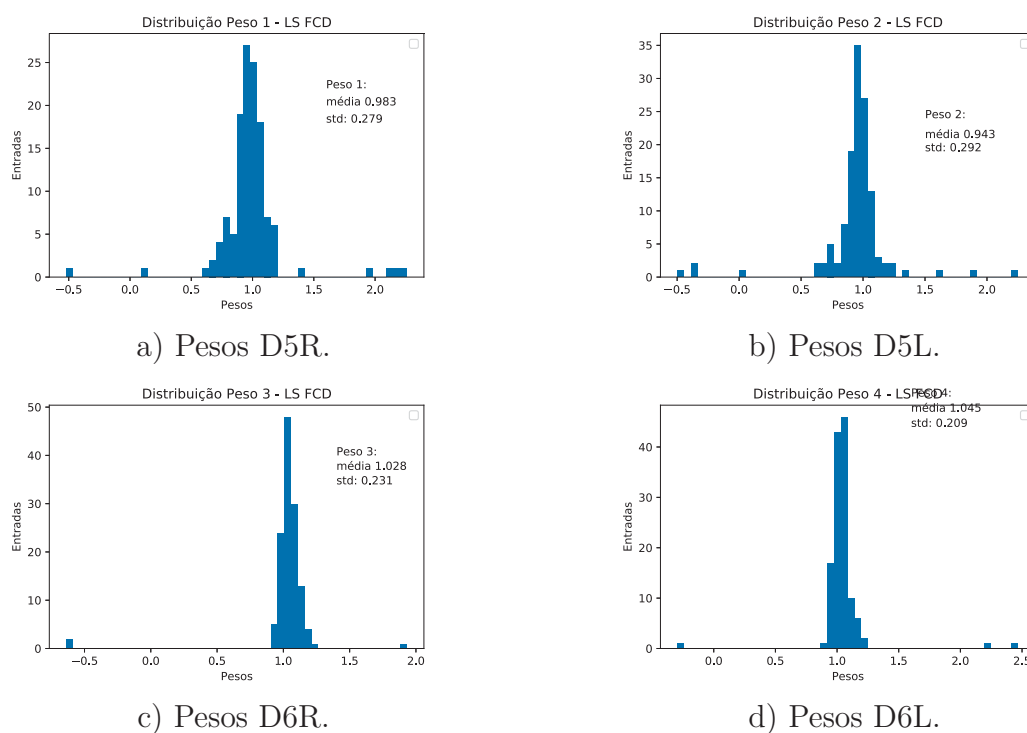 Distribuição Peso 1 - LS FCD
Entradas
25
20
15
10
5
0
Peso 1:
média 0.983
std: 0.279
−0.5 0.0 0.5 1.0 1.5 2.0
Pesos
a) Pesos D5R.
Distribuição Peso 2 - LS FCD
Entradas
35
30
25
20
15
10
5
0
Peso 2:
média 0.943
std: 0.292
−0.5 0.0 0.5 1.0 1.5 2.0
Pesos
b) Pesos D5L.
Distribuição Peso 3 - LS FCD
Entradas
50
40
30
20
10
0
Peso 3:
média 1.028
std: 0.231
−0.5 0.0 0.5 1.0 1.5 2.0
Pesos
c) Pesos D6R.
Distribuição Peso 4 - LS FCD
Peso 4:
média 1.045
std: 0.209
Entradas
40
30
20
10
0
0.0 0.5 1.0 1.5 2.0 2.5
Pesos
d) Pesos D6L.